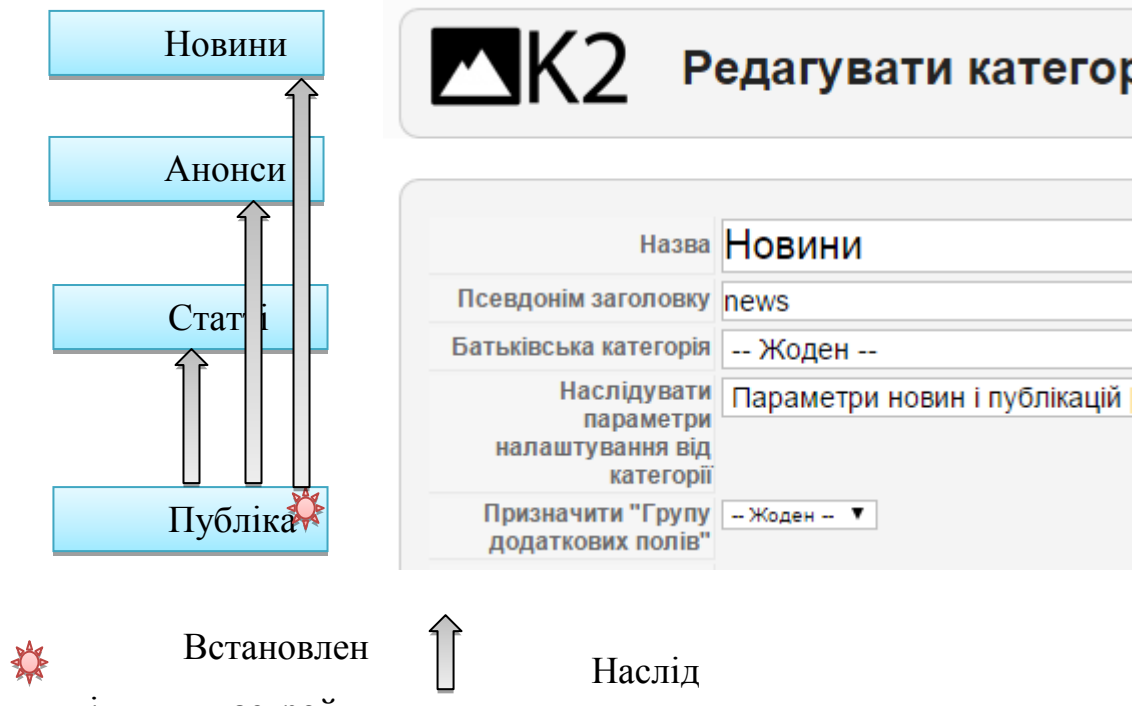 Новини
Анонси
Статті
Публіка
K2 Редагувати категор
Назва Новини
Псевдонім заголовку news
Батьківська категорія -- Жоден --
Наслідувати Параметри новин і публікацій
параметри
налаштування від
категорії
Призначити "Групу -- Жоден --
додаткових полів"
Встановлен
Наслід